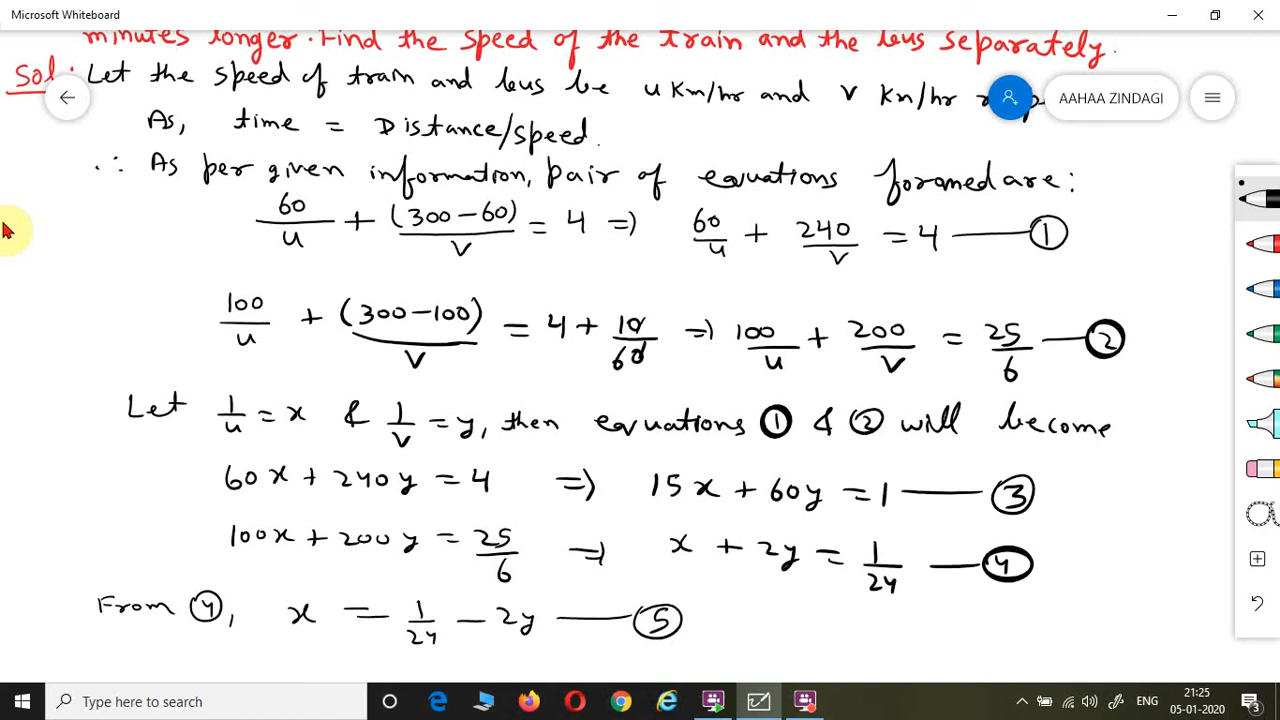 Microsoft Whiteboard
minutes longer. Find the speed of the train and the bus separately.
Sol: Let the speed of train and bus be u Km/hr and v Km/hr
AAHAA ZINDAGI
As, time = Distance/speed.
∴ As per given information, pair of equations formed are:
60/u + (300-60)/v = 4 => 60/u + 240/v = 4 —— ①
100/u + (300-100)/v = 4 + 10/60 => 100/u + 200/v = 25/6 —— ②
Let 1/u = x & 1/v = y, then equations ① & ② will become
60x + 240y = 4 => 15x + 60y = 1 —— ③
100x + 200y = 25/6 => x + 2y = 1/24 —— ④
From ④, x = 1/24 - 2y —— ⑤
Type here to search
ENG
21:25
05-01-2020
3